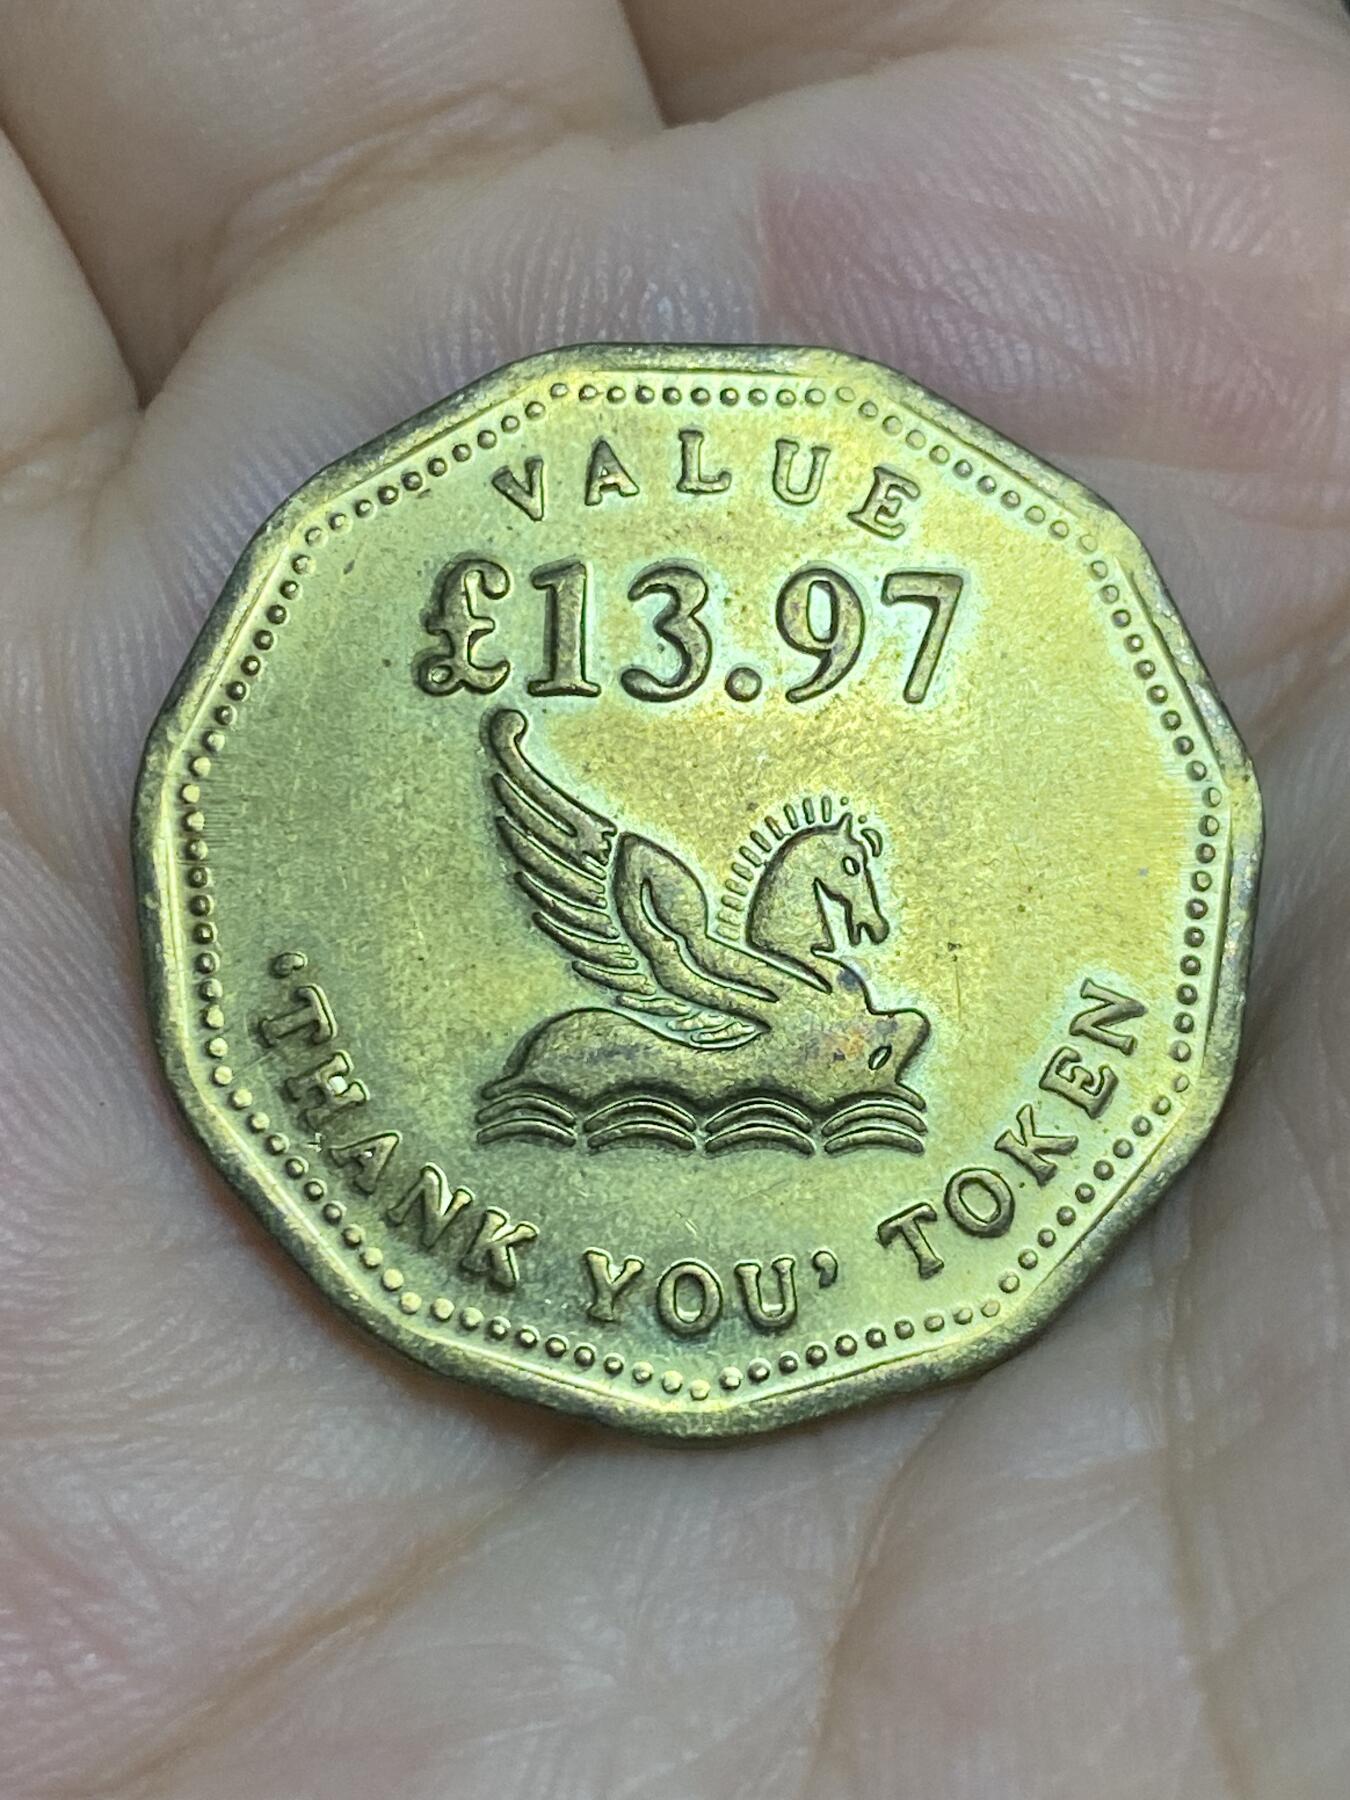 VALUE
£13.97
‘THANK YOU’ TOKEN